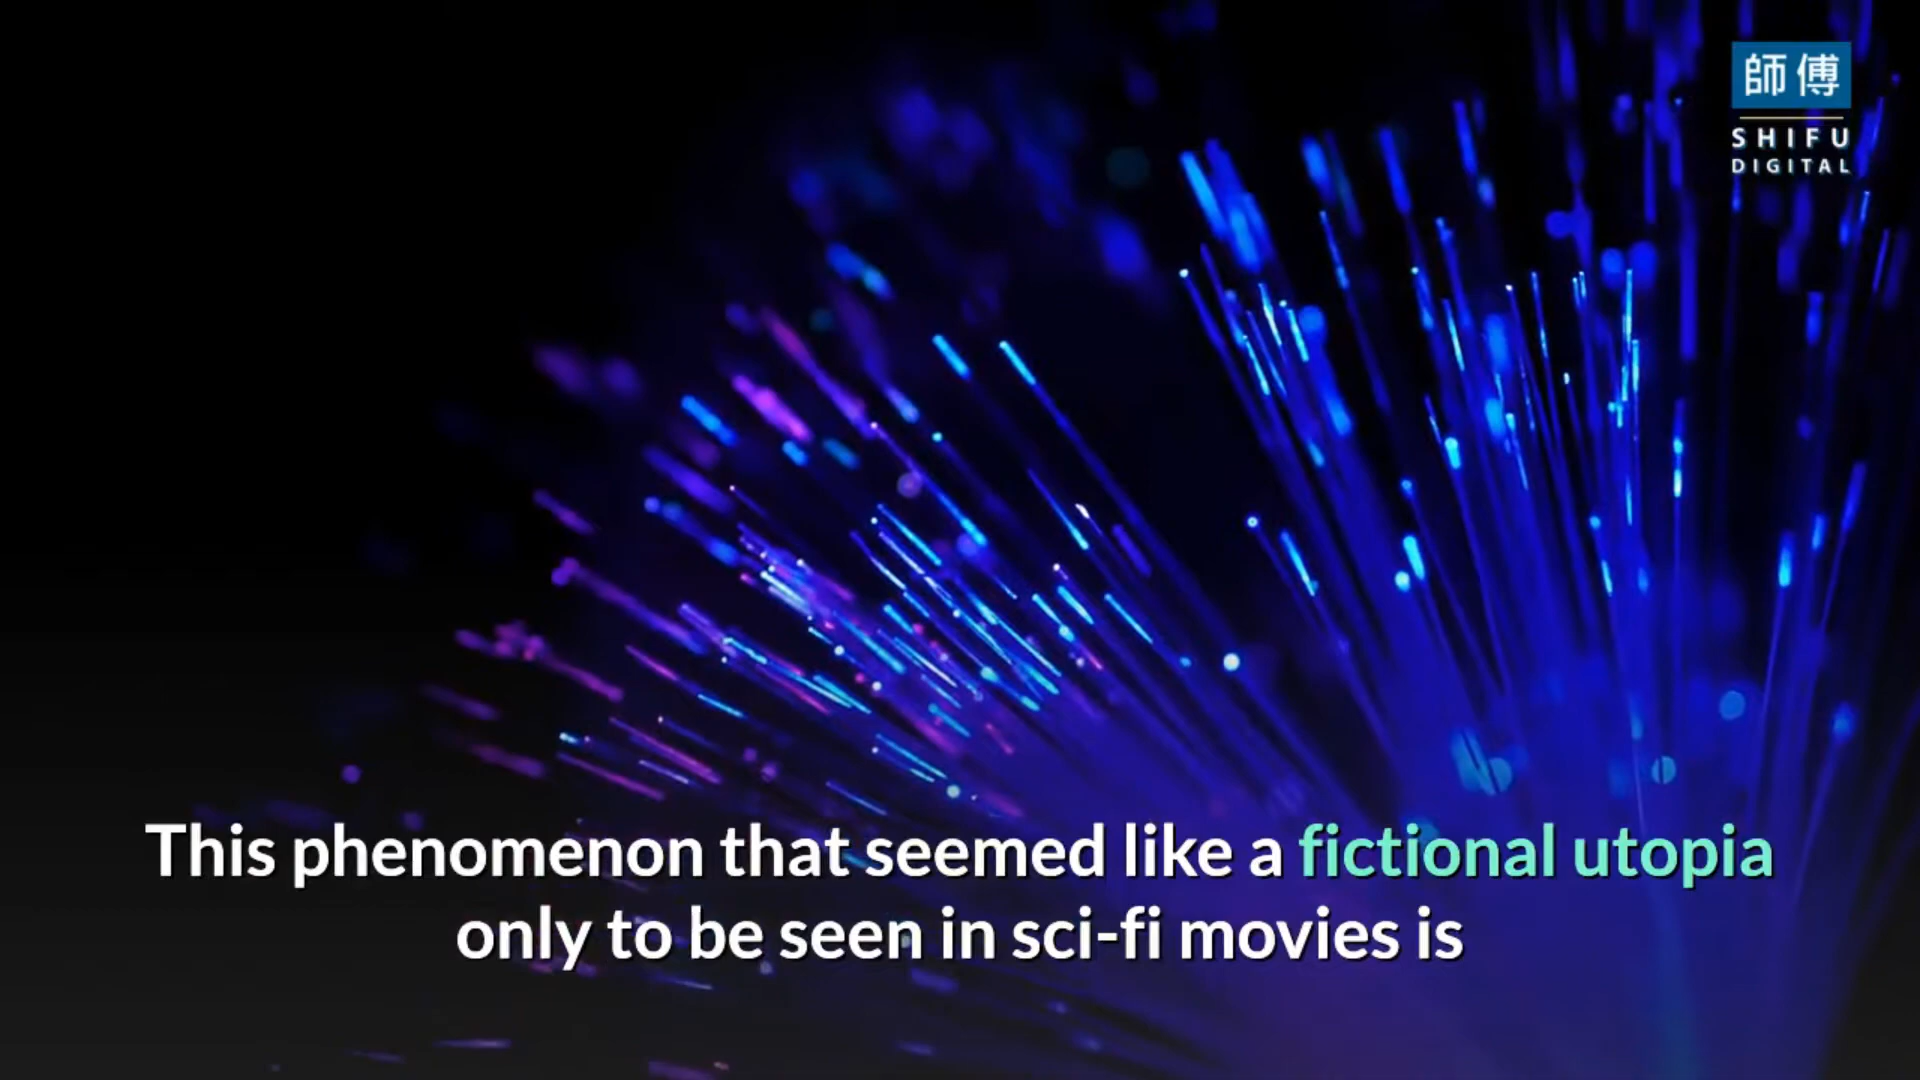 師傅
SHIFU
DIGITAL
This phenomenon that seemed like a fictional utopia
only to be seen in sci-fi movies is